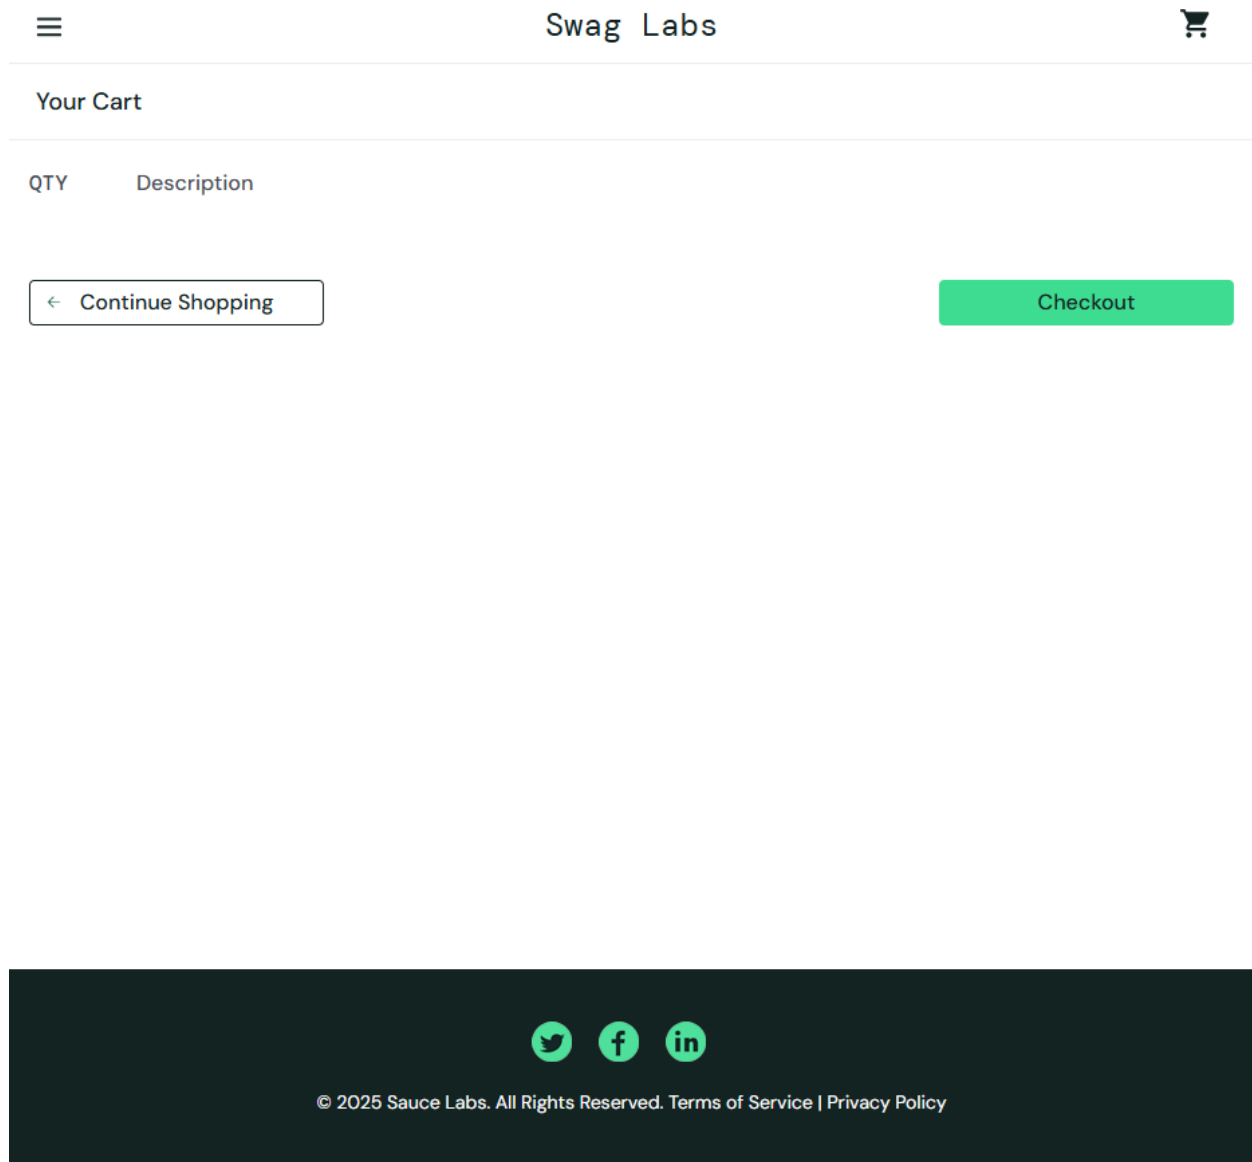 Swag Labs
Your Cart
QTY Description
Continue Shopping Checkout
© 2025 Sauce Labs. All Rights Reserved. Terms of Service | Privacy Policy